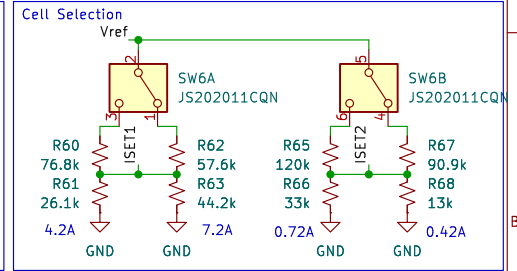 Cell Selection
Vref
2
5
SW6A
JS202011CQN
SW6B
JS202011CQN
3
1
6
4
R60
76.8k
ISET1
R62
57.6k
R65
120k
ISET2
R67
90.9k
R61
26.1k
R63
44.2k
R66
33k
R68
13k
4.2A
7.2A
0.72A
0.42A
GND
GND
GND
GND
B